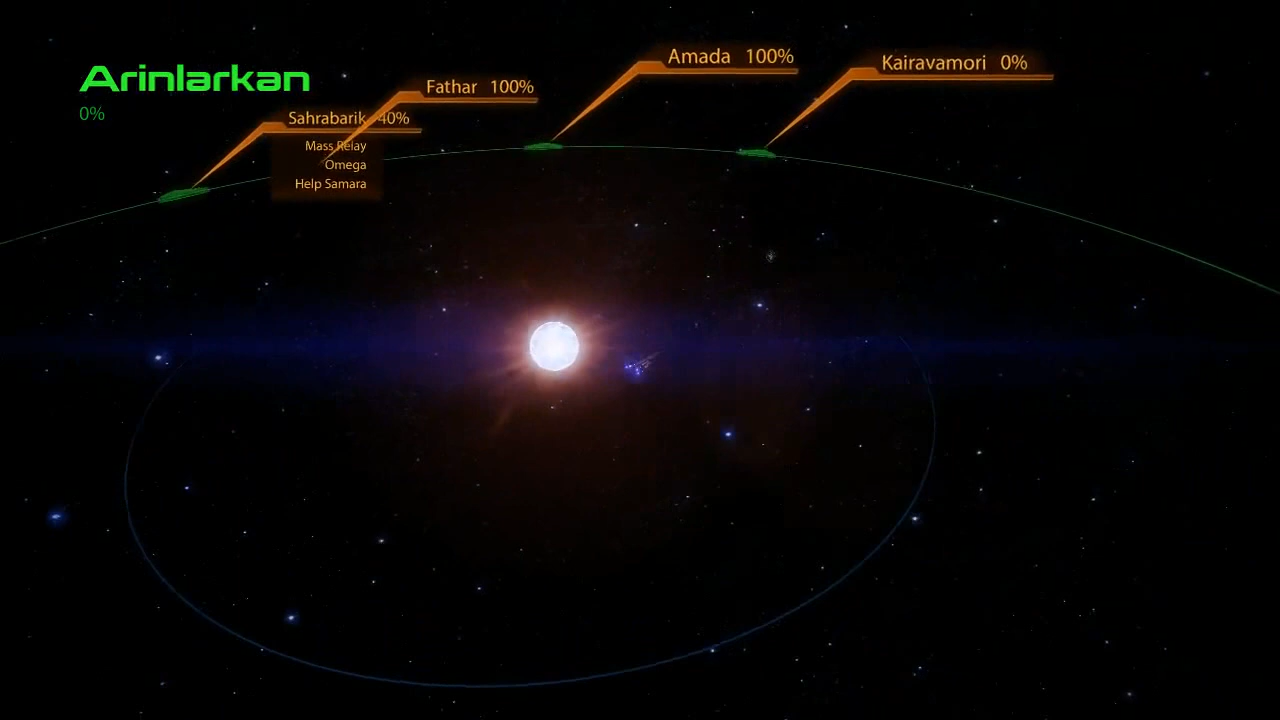 Arinlarkan
0%
Sahrabarik 40%
Mass Relay
Omega
Help Samara
Fathar 100%
Amada 100%
Kairavamori 0%